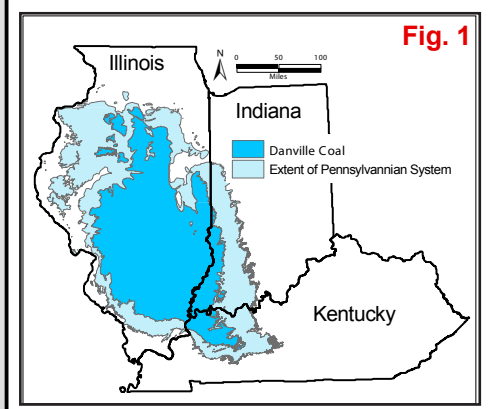 Fig. 1
Illinois
N
0 50 100
Miles
Indiana
Danville Coal
Extent of Pennsylvannian System
Kentucky